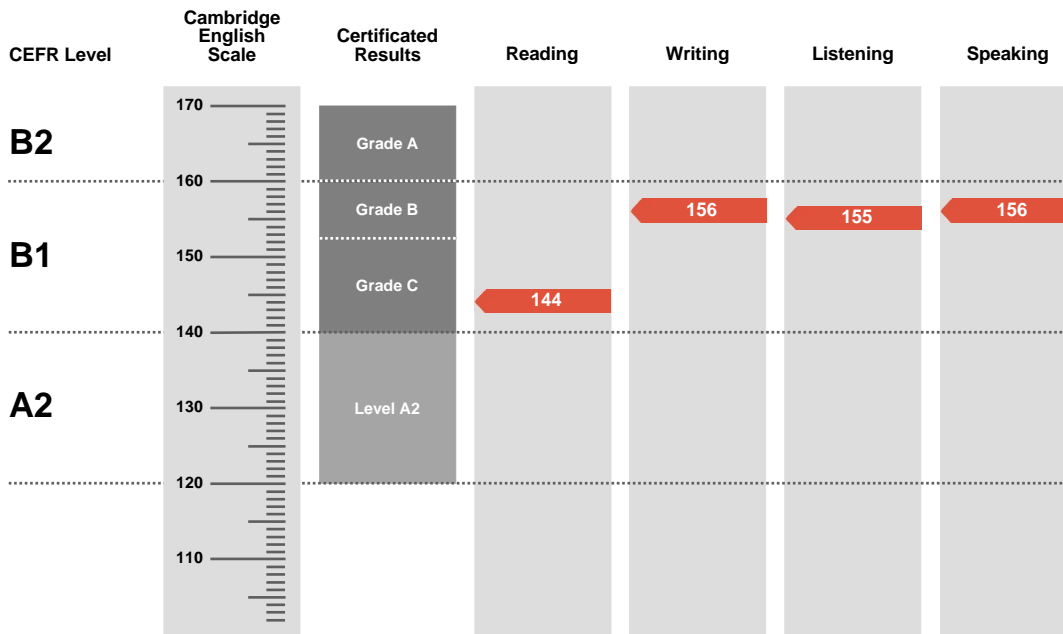 CEFR Level
Cambridge
English
Scale
Certificated
Results
Reading
Writing
Listening
Speaking
170
B2
Grade A
160
Grade B
156
155
156
B1
150
Grade C
144
140
A2
130
Level A2
120
110